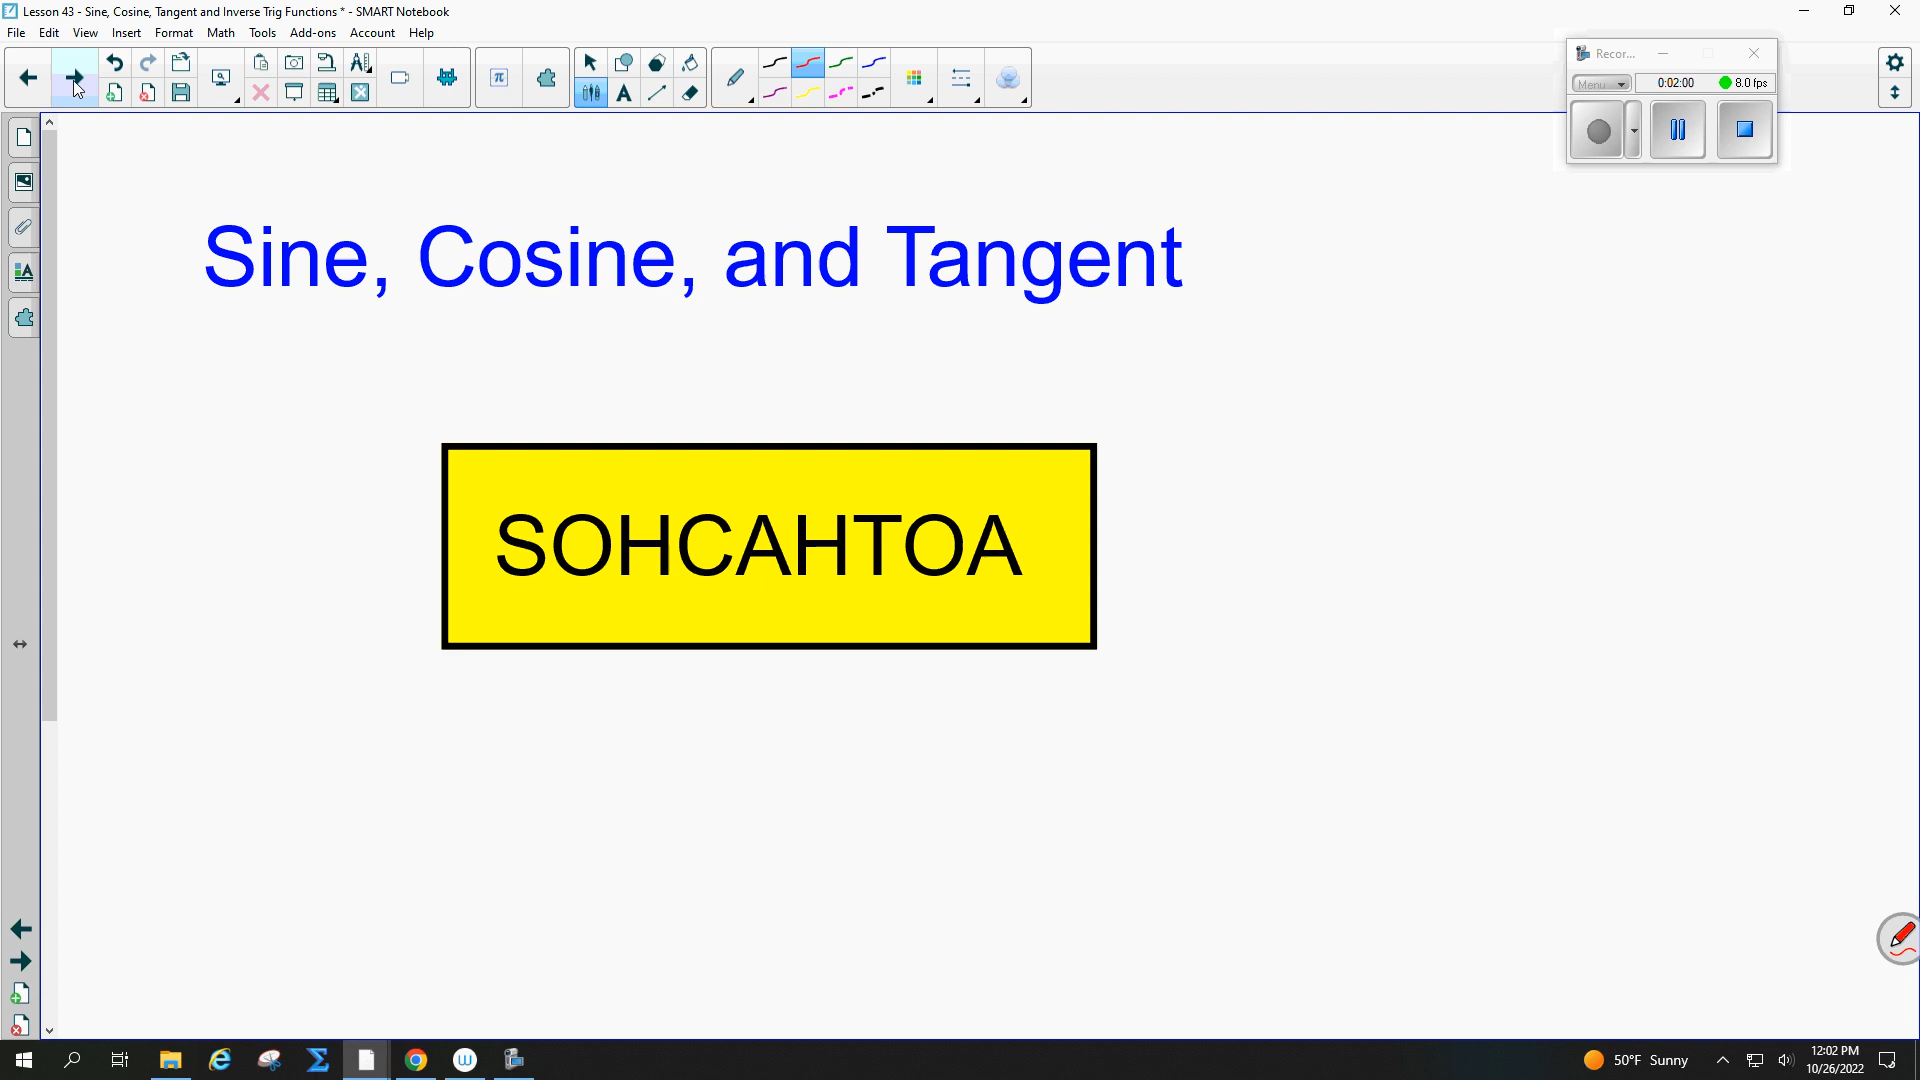 Lesson 43 - Sine, Cosine, Tangent and Inverse Trig Functions * - SMART Notebook
File Edit View Insert Format Math Tools Add-ons Account Help
Recor...
Menu 0:02:00 8.0 fps
Sine, Cosine, and Tangent
SOHCAHTOA
50°F Sunny
12:02 PM
10/26/2022